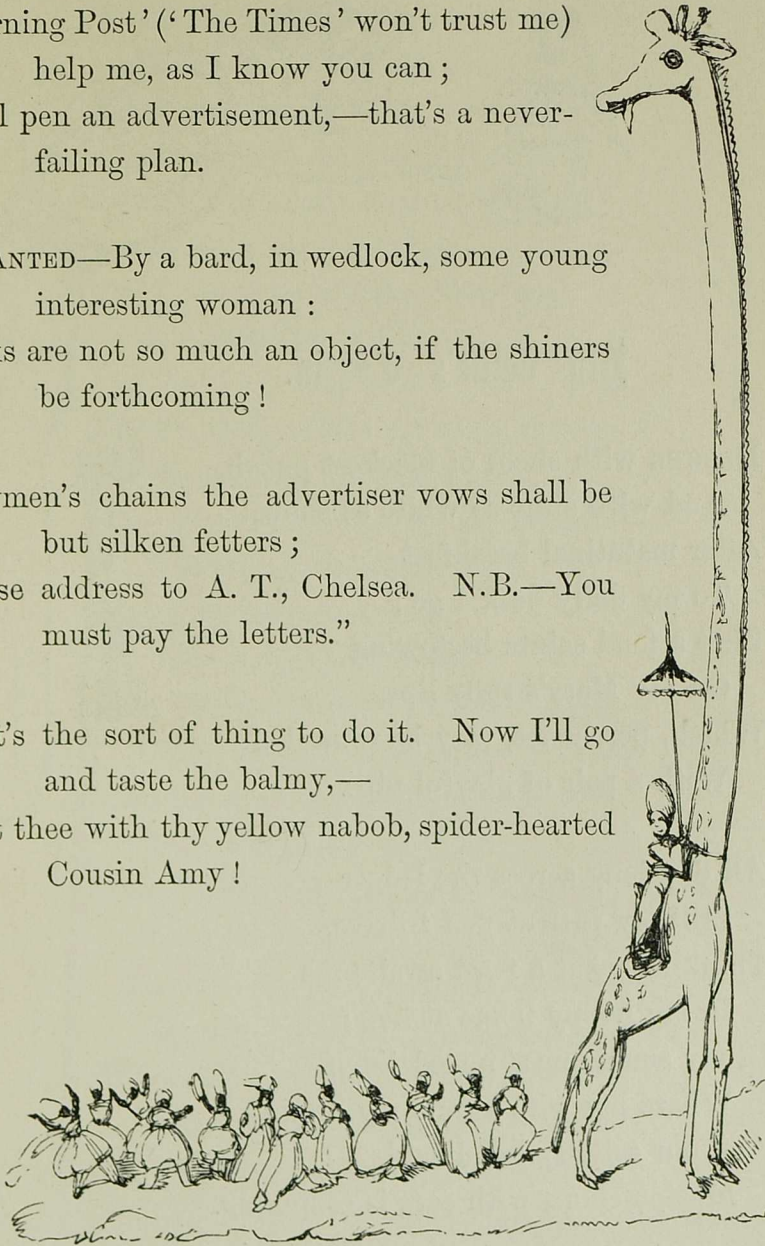 ning Post' ('The Times' won't trust me)
help me, as I know you can ;
pen an advertisement,—that's a never-
failing plan.
ANTED—By a bard, in wedlock, some young
interesting woman :
are not so much an object, if the shiners
be forthcoming !
men's chains the advertiser vows shall be
but silken fetters ;
se address to A. T., Chelsea. N.B.—You
must pay the letters."
's the sort of thing to do it. Now I'll go
and taste the balmy,—
thee with thy yellow nabob, spider-hearted
Cousin Amy !